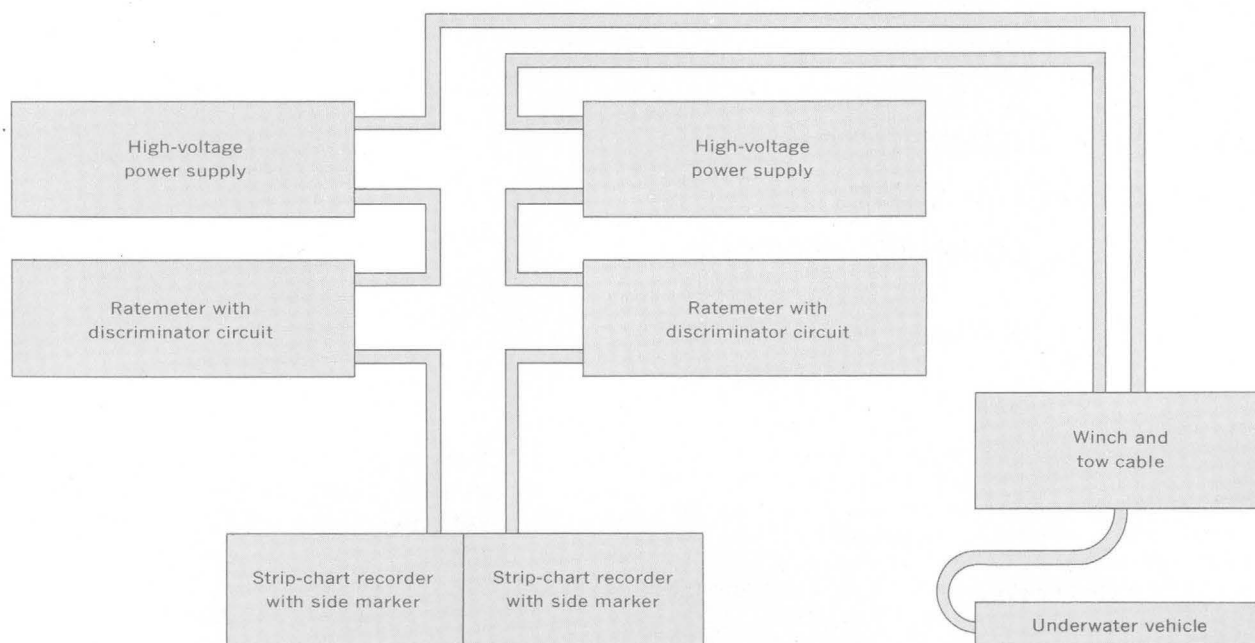 High-voltage
power supply
High-voltage
power supply
Ratemeter with
discriminator circuit
Ratemeter with
discriminator circuit
Winch and
tow cable
Strip-chart recorder
with side marker
Strip-chart recorder
with side marker
Underwater vehicle